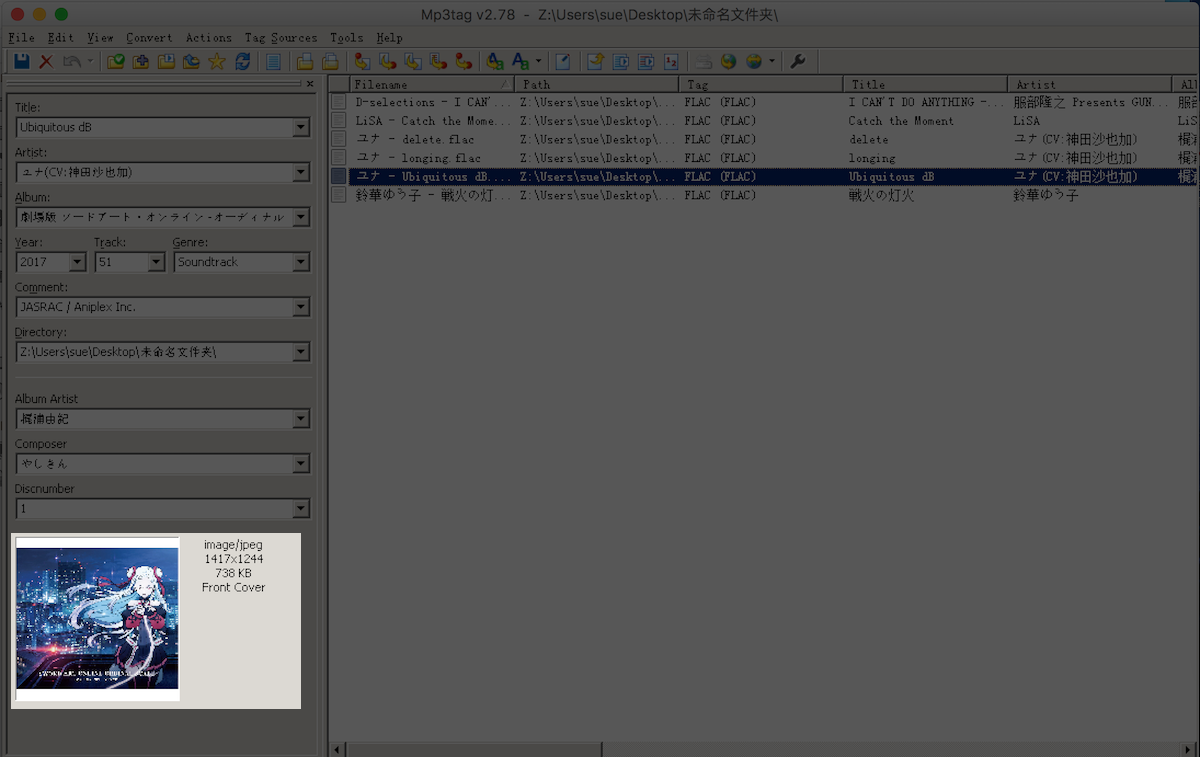 Mp3tag v2.78 - Z:\Users\sue\Desktop\未命名文件夹\
File Edit View Convert Actions Tag Sources Tools Help
Title:
Ubiquitous dB
Artist:
ユナ(CV:神田沙也加)
Album:
劇場版 ソードアート・オンライン -オーディナル
Year: Track: Genre:
2017 51 Soundtrack
Comment:
JASRAC / Aniplex Inc.
Directory:
Z:\Users\sue\Desktop\未命名文件夹\
Album Artist
梶浦由紀
Composer
やしきん
Discnumber
1
image/jpeg
1417x1244
738 KB
Front Cover
SWORD ART ONLINE ORDINAL SCALE
Filename Path Tag Title Artist Al
D-selections - I CAN'... Z:\Users\sue\Desktop\... FLAC (FLAC) I CAN'T DO ANYTHING -... 服部隆之 Presents GUN... 服部
LiSA - Catch the Mome... Z:\Users\sue\Desktop\... FLAC (FLAC) Catch the Moment LiSA LiS
ユナ - delete.flac Z:\Users\sue\Desktop\... FLAC (FLAC) delete ユナ(CV:神田沙也加) 梶浦
ユナ - longing.flac Z:\Users\sue\Desktop\... FLAC (FLAC) longing ユナ(CV:神田沙也加) 梶浦
ユナ - Ubiquitous dB.... Z:\Users\sue\Desktop\... FLAC (FLAC) Ubiquitous dB ユナ(CV:神田沙也加) 梶浦
鈴華ゆう子 - 戦火の灯... Z:\Users\sue\Desktop\... FLAC (FLAC) 戦火の灯火 鈴華ゆう子